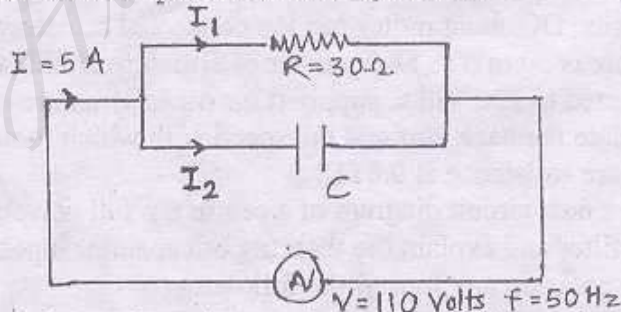 I₁
I = 5 A
R = 30 Ω
I₂
C
N
V = 110 Volts f = 50 Hz